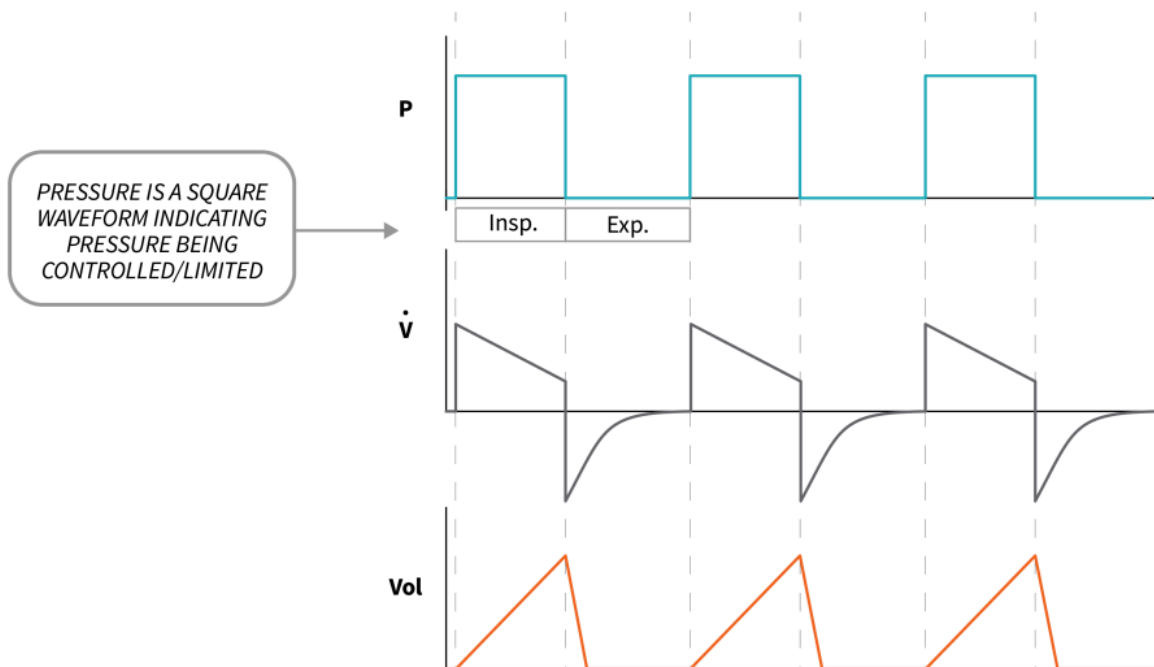 P
PRESSURE IS A SQUARE
WAVEFORM INDICATING
PRESSURE BEING
CONTROLLED/LIMITED
Insp. Exp.
V̇
Vol